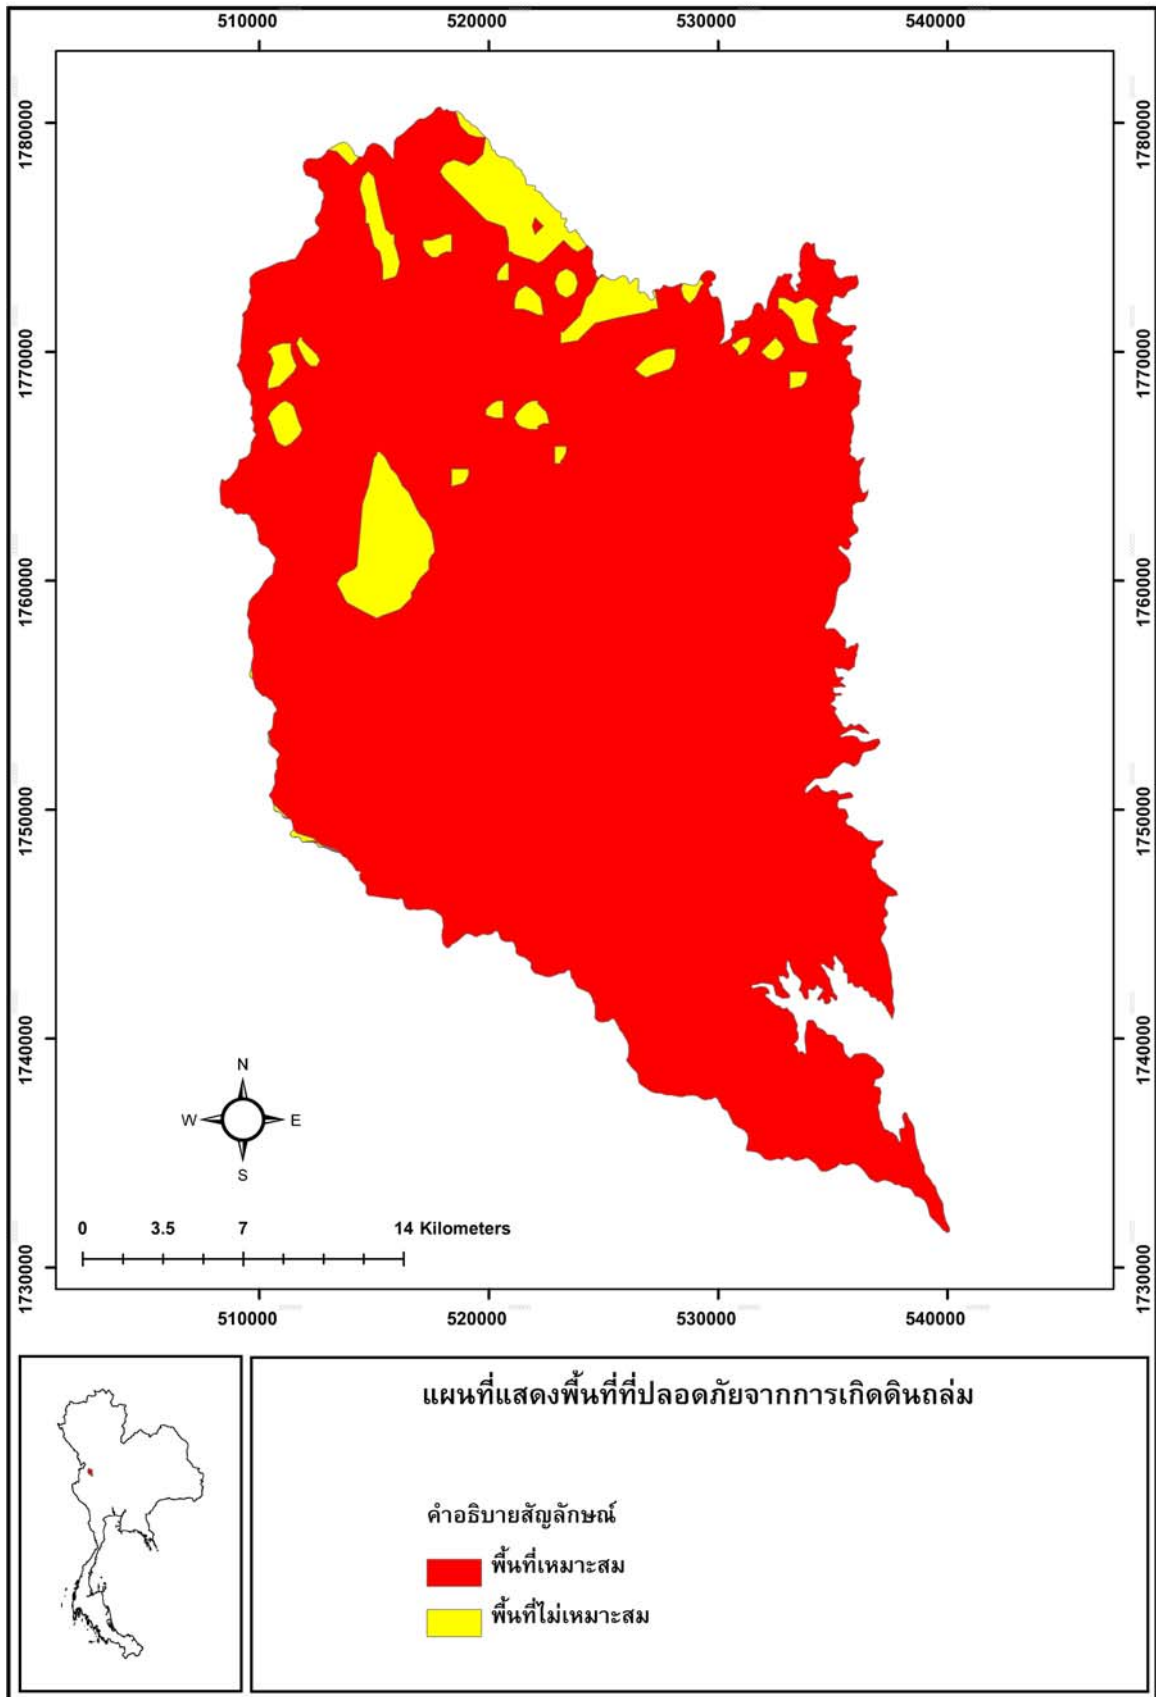 510000 520000 530000 540000
1780000 1780000
1770000 1770000
1760000 1760000
1750000 1750000
1740000 1740000
1730000 1730000
N
W E
S
0 3.5 7 14 Kilometers
510000 520000 530000 540000
แผนที่แสดงพื้นที่ที่ปลอดภัยจากการเกิดดินถล่ม
คำอธิบายสัญลักษณ์
พื้นที่เหมาะสม
พื้นที่ไม่เหมาะสม